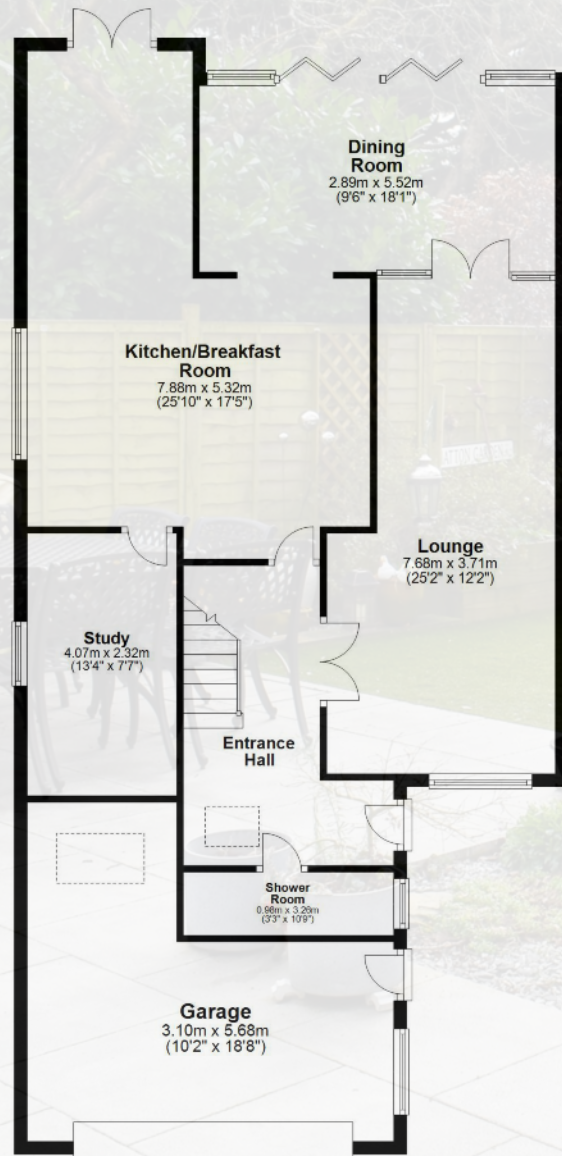 Dining
Room
2.89m x 5.52m
(9'6" x 18'1")
Kitchen/Breakfast
Room
7.88m x 5.32m
(25'10" x 17'5")
Lounge
7.68m x 3.71m
(25'2" x 12'2")
Study
4.07m x 2.32m
(13'4" x 7'7")
Entrance
Hall
Shower
Room
0.98m x 3.26m
(3'3" x 10'9")
Garage
3.10m x 5.68m
(10'2" x 18'8")